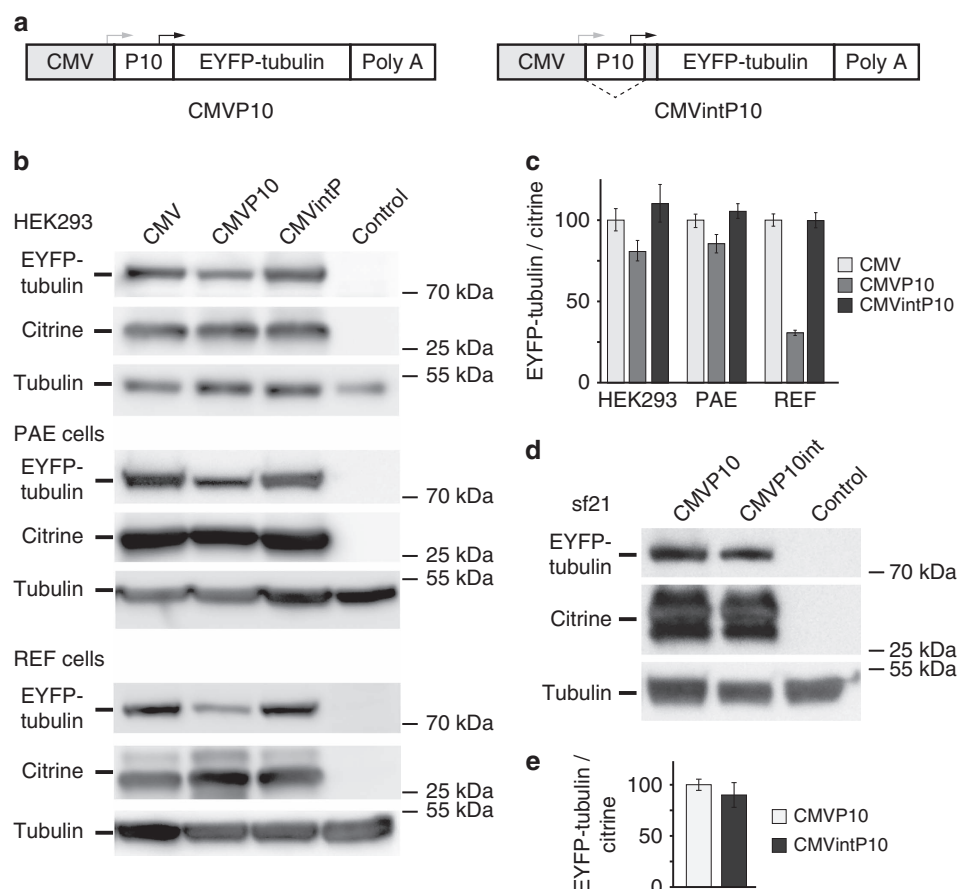 a
CMV P10 EYFP-tubulin Poly A
CMVP10
CMV P10 EYFP-tubulin Poly A
CMVintP10
b
HEK293
CMV CMVP10 CMVintP Control
EYFP-
tubulin
70 kDa
Citrine
25 kDa
Tubulin
55 kDa
PAE cells
EYFP-
tubulin
70 kDa
Citrine
25 kDa
Tubulin
55 kDa
REF cells
EYFP-
tubulin
70 kDa
Citrine
25 kDa
Tubulin
55 kDa
c
EYFP-tubulin / citrine
100
50
0
HEK293 PAE REF
CMV
CMVP10
CMVintP10
d
sf21
CMVP10 CMVP10int Control
EYFP-
tubulin
70 kDa
Citrine
25 kDa
55 kDa
Tubulin
e
EYFP-tubulin /
citrine
100
50
0
CMVP10
CMVintP10